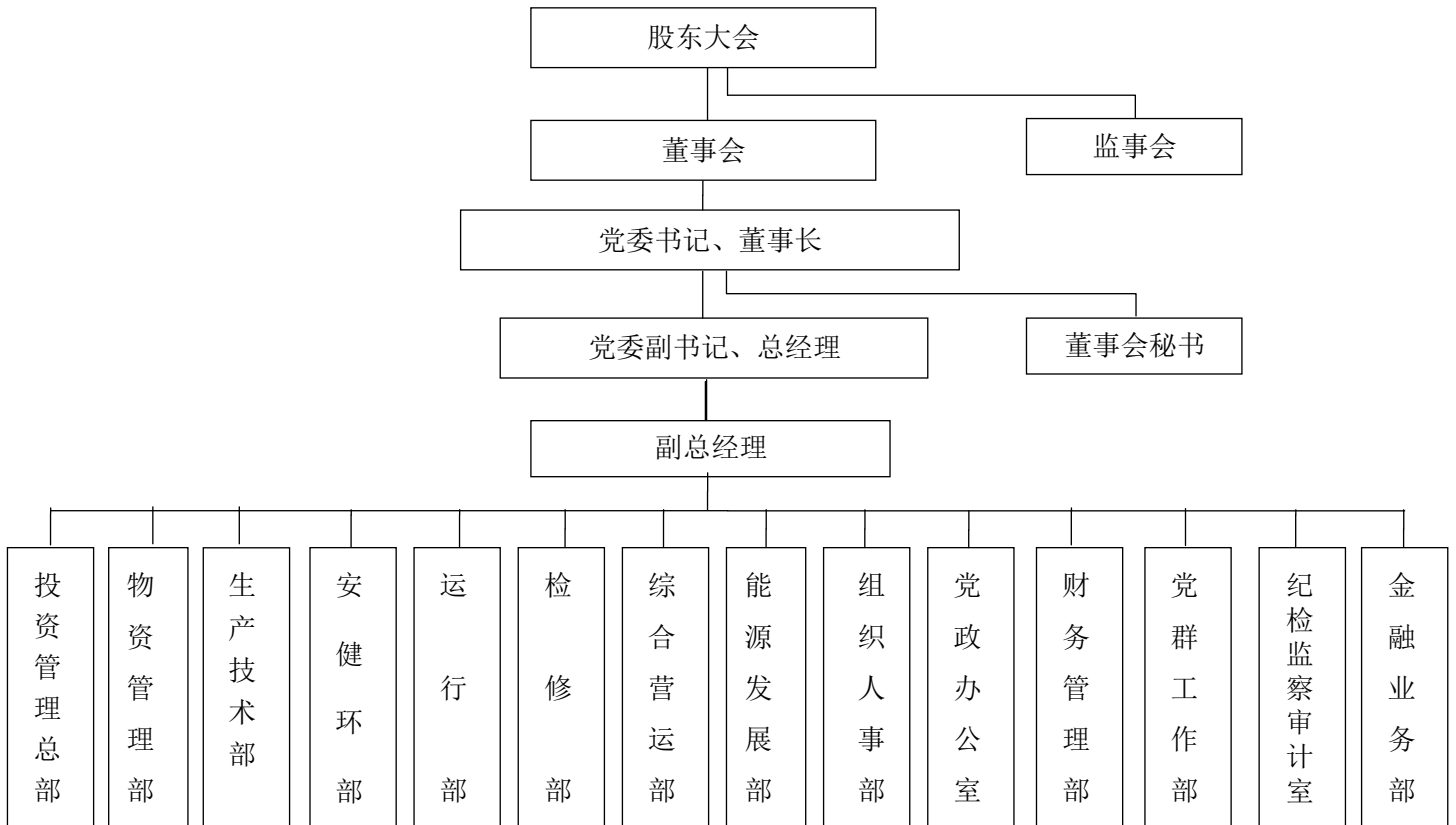 股东大会
董事会
监事会
党委书记、董事长
党委副书记、总经理
董事会秘书
副总经理
投资管理总部
物资管理部
生产技术部
安健环部
运行部
检修部
综合营运部
能源发展部
组织人事部
党政办公室
财务管理部
党群工作部
纪检监察审计室
金融业务部